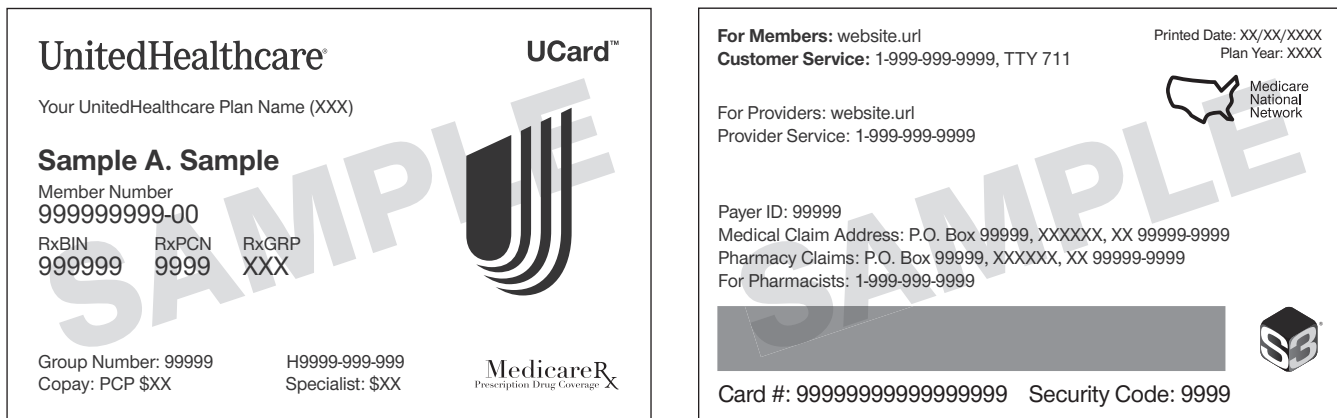 UnitedHealthcare®
UCard™
Your UnitedHealthcare Plan Name (XXX)
Sample A. Sample
Member Number
999999999-00
RxBIN RxPCN RxGRP
999999 9999 XXX
Group Number: 99999 H9999-999-999
Copay: PCP $XX Specialist: $XX
MedicareRx
Prescription Drug Coverage
SAMPLE
For Members: website.url
Customer Service: 1-999-999-9999, TTY 711
Printed Date: XX/XX/XXXX
Plan Year: XXXX
Medicare
National
Network
For Providers: website.url
Provider Service: 1-999-999-9999
Payer ID: 99999
Medical Claim Address: P.O. Box 99999, XXXXXX, XX 99999-9999
Pharmacy Claims: P.O. Box 99999, XXXXXX, XX 99999-9999
For Pharmacists: 1-999-999-9999
S3®
Card #: 99999999999999999 Security Code: 9999
SAMPLE